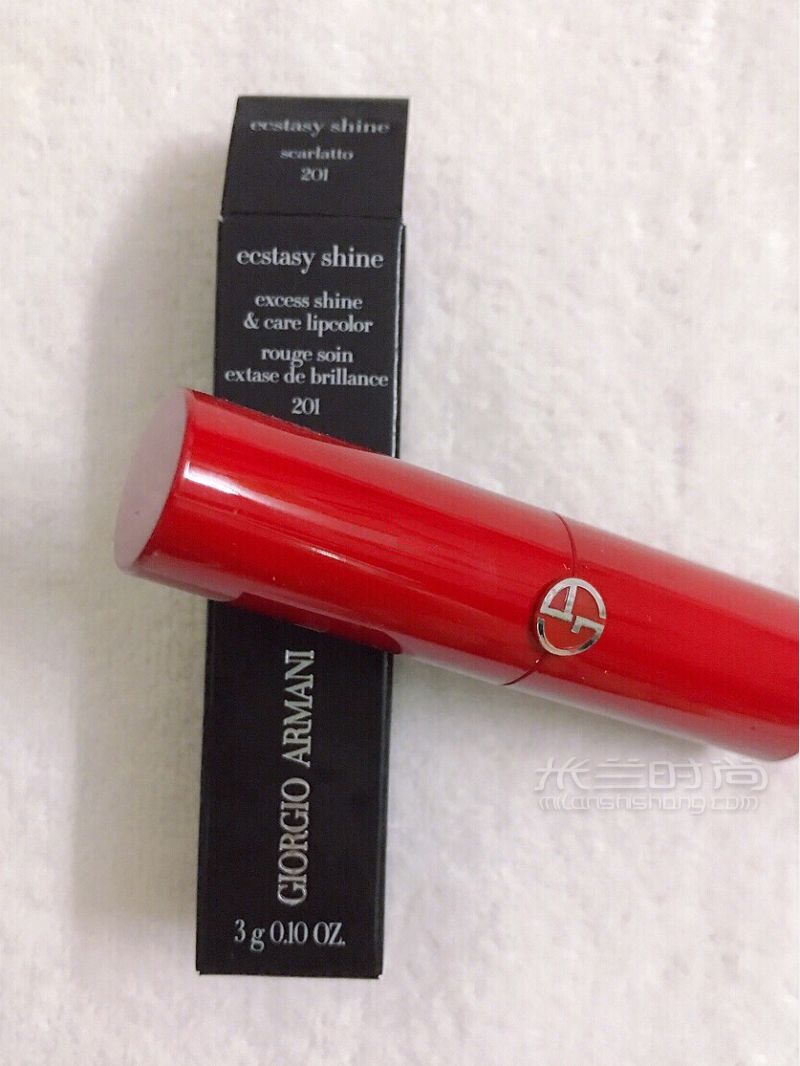 ecstasy shine
scarlatto
201
ecstasy shine
excess shine
& care lipcolor
rouge soin
extase de brillance
201
GIORGIO ARMANI
3 g 0.10 OZ.
米兰时尚
milanshishang.com